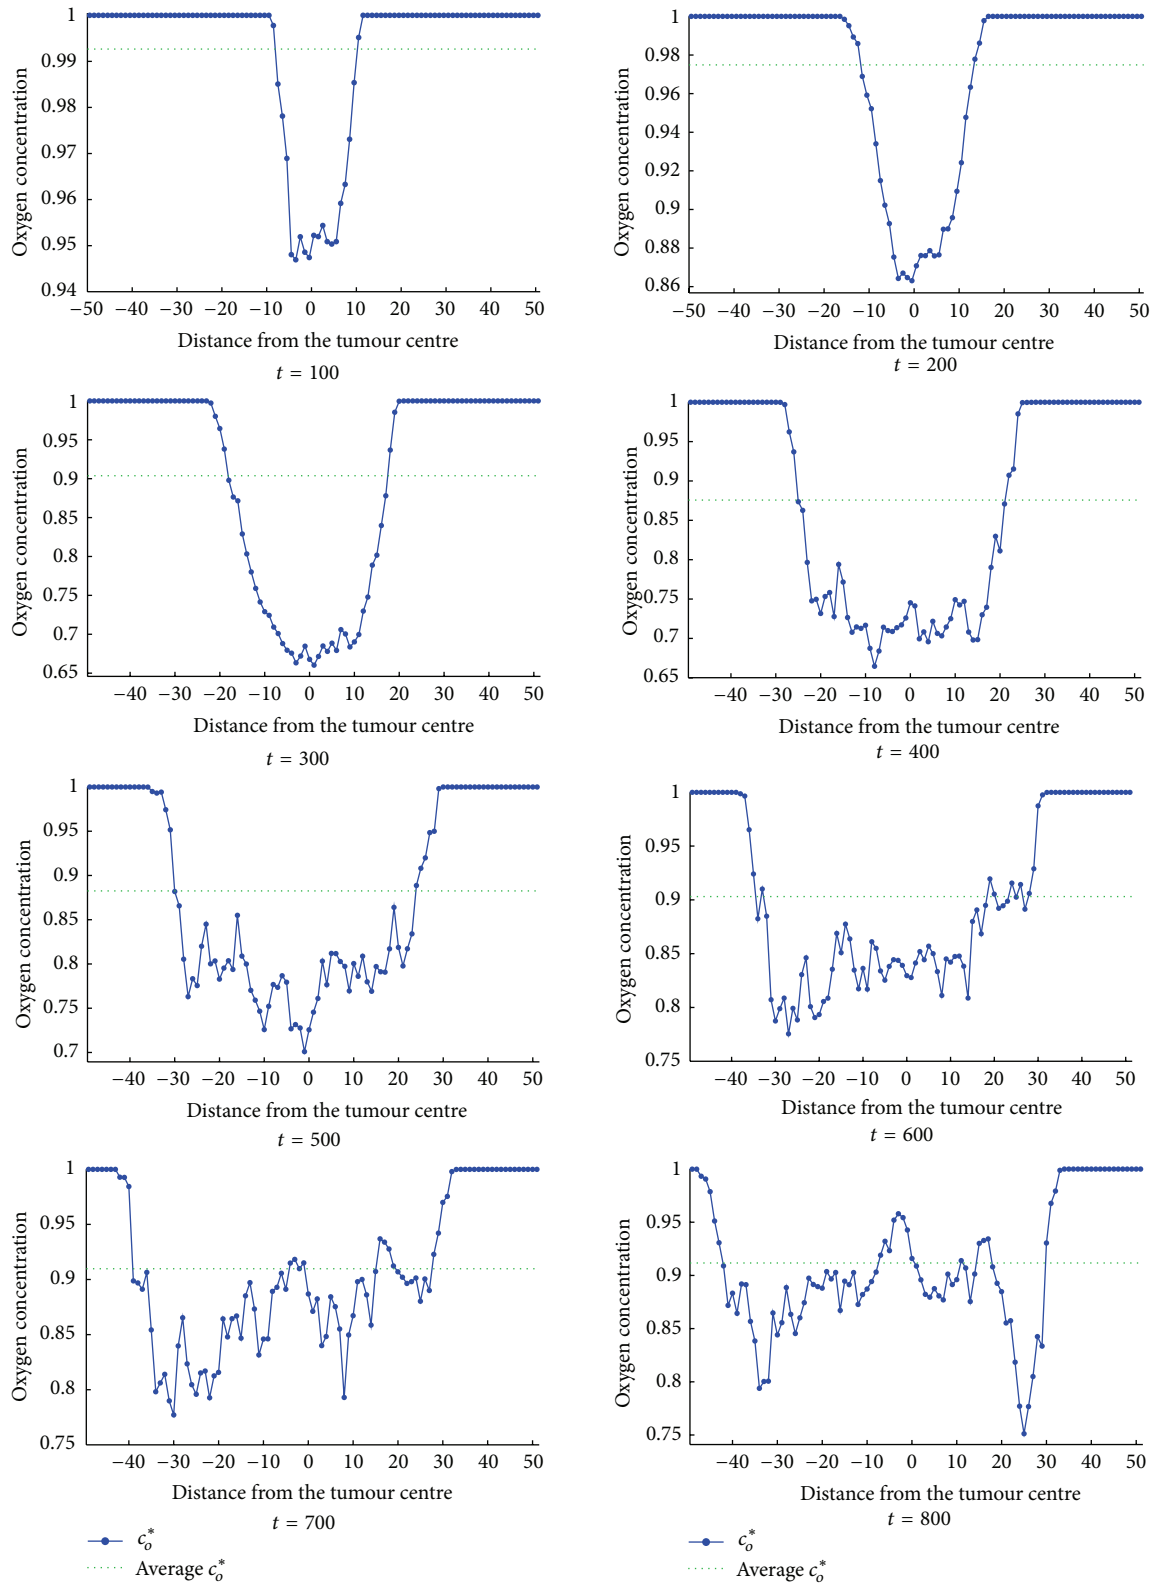 1
0.99
0.98
0.97
0.96
0.95
0.94
Oxygen concentration
−50 −40 −30 −20 −10 0 10 20 30 40 50
Distance from the tumour centre
t = 100
1
0.98
0.96
0.94
0.92
0.9
0.88
0.86
Oxygen concentration
−50 −40 −30 −20 −10 0 10 20 30 40 50
Distance from the tumour centre
t = 200
1
0.95
0.9
0.85
0.8
0.75
0.7
0.65
Oxygen concentration
−40 −30 −20 −10 0 10 20 30 40 50
Distance from the tumour centre
t = 300
1
0.95
0.9
0.85
0.8
0.75
0.7
0.65
Oxygen concentration
−40 −30 −20 −10 0 10 20 30 40 50
Distance from the tumour centre
t = 400
1
0.95
0.9
0.85
0.8
0.75
0.7
Oxygen concentration
−40 −30 −20 −10 0 10 20 30 40 50
Distance from the tumour centre
t = 500
1
0.95
0.9
0.85
0.8
0.75
Oxygen concentration
−40 −30 −20 −10 0 10 20 30 40 50
Distance from the tumour centre
t = 600
1
0.95
0.9
0.85
0.8
0.75
Oxygen concentration
−40 −30 −20 −10 0 10 20 30 40 50
Distance from the tumour centre
t = 700
c*o
Average c*o
1
0.95
0.9
0.85
0.8
0.75
Oxygen concentration
−40 −30 −20 −10 0 10 20 30 40 50
Distance from the tumour centre
t = 800
c*o
Average c*o